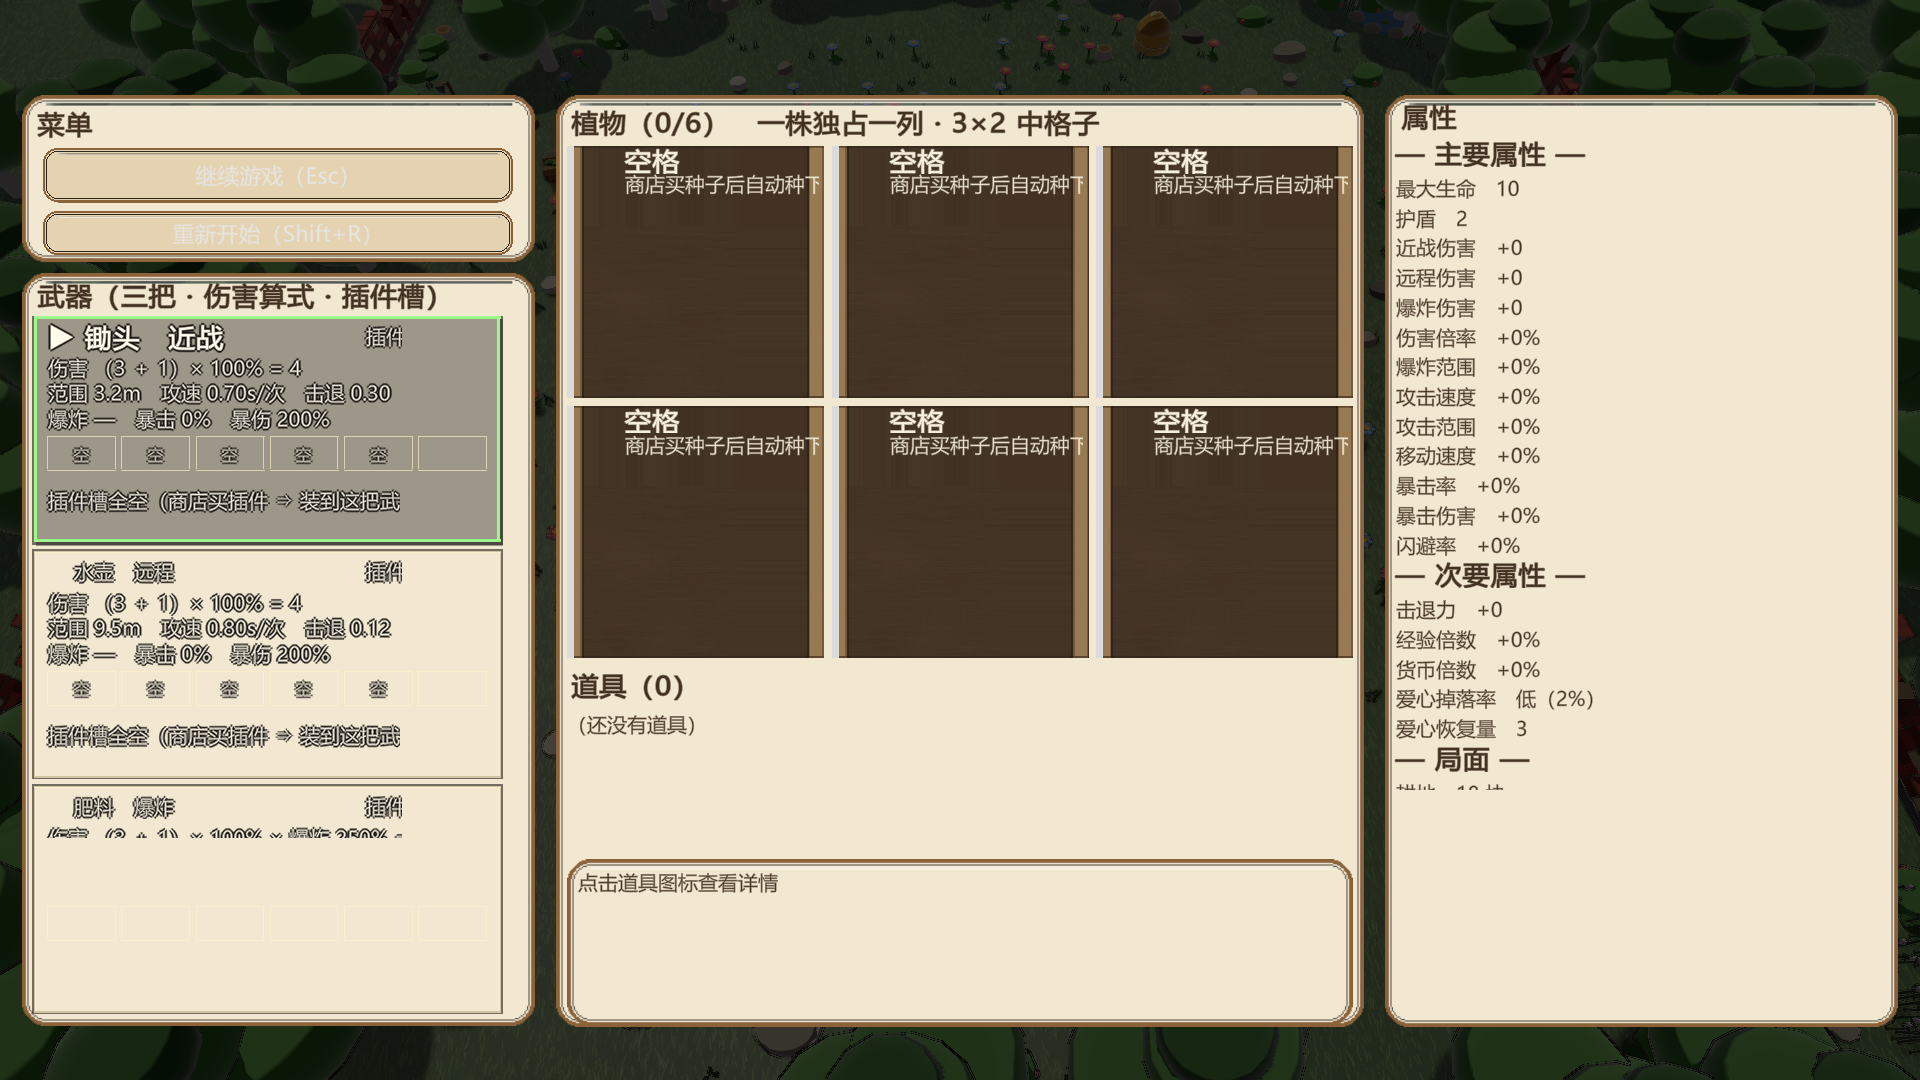 菜单
继续游戏（Esc）
重新开始（Shift+R）
武器（三把 · 伤害算式 · 插件槽）
▶ 锄头 近战 插件
伤害 （3 + 1）× 100% = 4
范围 3.2m 攻速 0.70s/次 击退 0.30
爆炸 — 暴击 0% 暴伤 200%
空 空 空 空 空
插件槽全空（商店买插件 ⇒ 装到这把武
水壶 远程 插件
伤害 （3 + 1）× 100% = 4
范围 9.5m 攻速 0.80s/次 击退 0.12
爆炸 — 暴击 0% 暴伤 200%
空 空 空 空 空
插件槽全空（商店买插件 ⇒ 装到这把武
肥料 爆炸 插件
伤害 （3 + 1）× 100% × 爆炸 250% =
植物（0/6） 一株独占一列 · 3×2 中格子
空格 空格 空格
商店买种子后自动种下 商店买种子后自动种下 商店买种子后自动种下
空格 空格 空格
商店买种子后自动种下 商店买种子后自动种下 商店买种子后自动种下
道具（0）
（还没有道具）
点击道具图标查看详情
属性
— 主要属性 —
最大生命 10
护盾 2
近战伤害 +0
远程伤害 +0
爆炸伤害 +0
伤害倍率 +0%
爆炸范围 +0%
攻击速度 +0%
攻击范围 +0%
移动速度 +0%
暴击率 +0%
暴击伤害 +0%
闪避率 +0%
— 次要属性 —
击退力 +0
经验倍数 +0%
货币倍数 +0%
爱心掉落率 低（2%）
爱心恢复量 3
— 局面 —